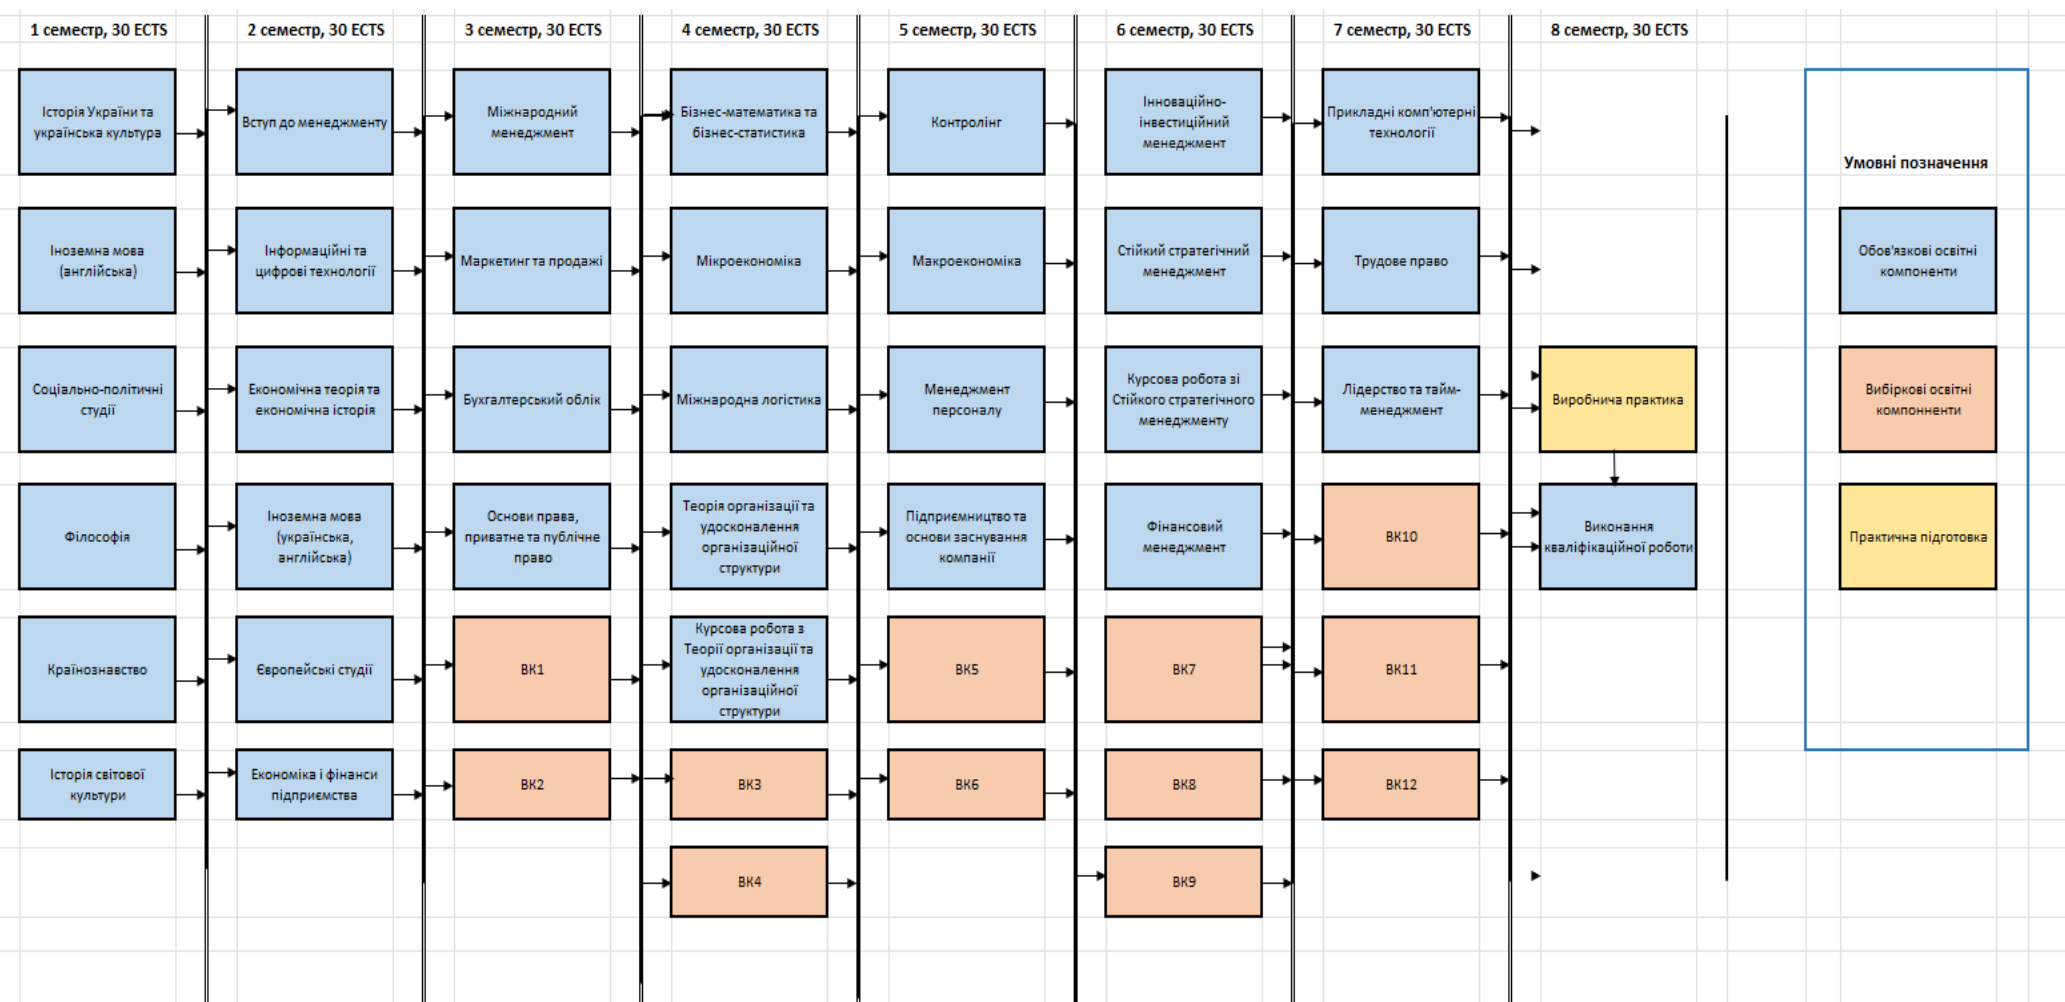 1 семестр, 30 ECTS
2 семестр, 30 ECTS
3 семестр, 30 ECTS
4 семестр, 30 ECTS
5 семестр, 30 ECTS
6 семестр, 30 ECTS
7 семестр, 30 ECTS
8 семестр, 30 ECTS
Історія України та
українська культура
Вступ до менеджменту
Міжнародний
менеджмент
Бізнес-математика та
бізнес-статистика
Контролінг
Інноваційно-
інвестиційний
менеджмент
Прикладні комп'ютерні
технології
Умовні позначення
Іноземна мова
(англійська)
Інформаційні та
цифрові технології
Маркетинг та продажі
Мікроекономіка
Макроекономіка
Стійкий стратегічний
менеджмент
Трудове право
Обов'язкові освітні
компоненти
Соціально-політичні
студії
Економічна теорія та
економічна історія
Бухгалтерський облік
Міжнародна логістика
Менеджмент
персоналу
Курсова робота зі
Стійкого стратегічного
менеджменту
Лідерство та тайм-
менеджмент
Виробнича практика
Вибіркові освітні
компонненти
Філософія
Іноземна мова
(українська,
англійська)
Основи права,
приватне та публічне
право
Теорія організації та
удосконалення
організаційної
структури
Підприємництво та
основи заснування
компанії
Фінансовий
менеджмент
ВК10
Виконання
кваліфікаційної роботи
Практична підготовка
Країнознавство
Європейські студії
ВК1
Курсова робота з
Теорії організації та
удосконалення
організаційної
структури
ВК5
ВК7
ВК11
Історія світової
культури
Економіка і фінанси
підприємства
ВК2
ВК3
ВК6
ВК8
ВК12
ВК4
ВК9